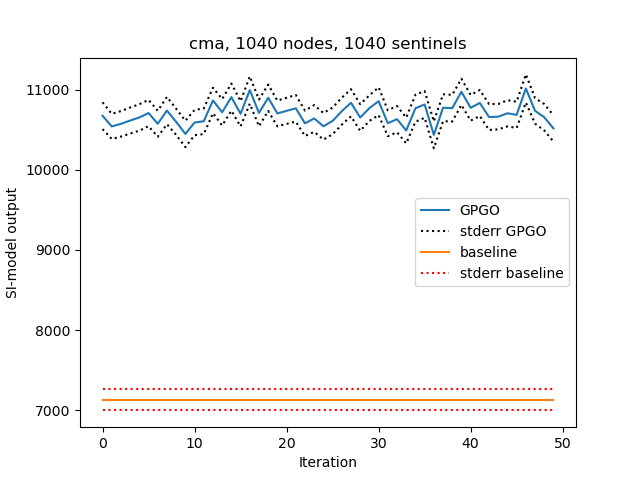 cma, 1040 nodes, 1040 sentinels
SI-model output
11000
10000
9000
8000
7000
GPGO
stderr GPGO
baseline
stderr baseline
0 10 20 30 40 50
Iteration